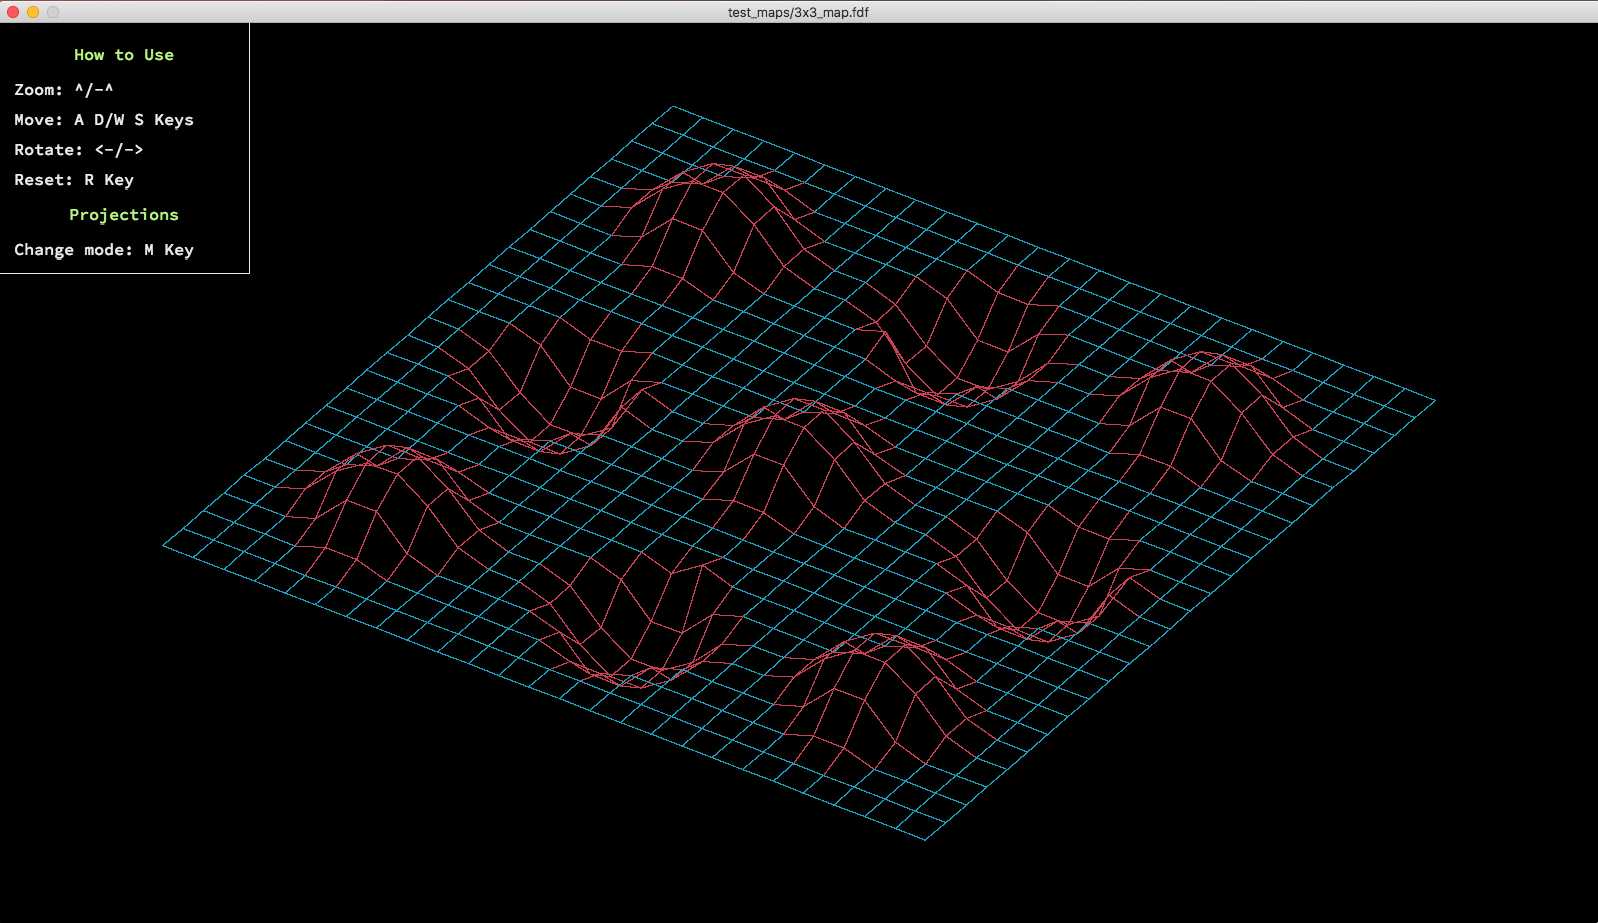 test_maps/3x3_map.fdf
How to Use
Zoom: ^/-^
Move: A D/W S Keys
Rotate: <-/->
Reset: R Key
Projections
Change mode: M Key